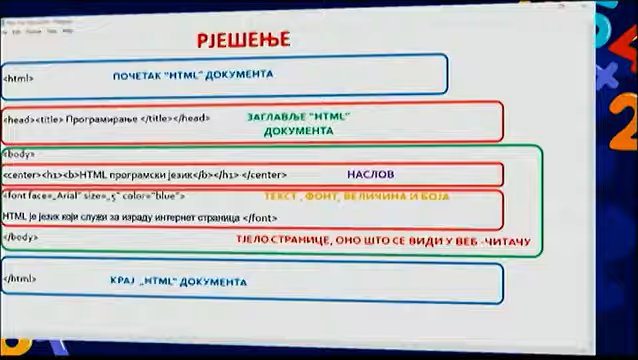 РЈЕШЕЊЕ
<html> ПОЧЕТАК "HTML" ДОКУМЕНТА
<head><title> Програмирање </title></head> ЗАГЛАВЉЕ "HTML"
ДОКУМЕНТА
<body>
<center><h1><b>HTML програмски језик</b></h1> </center> НАСЛОВ
<font face=„Arial" size=„5" color="blue"> ТЕКСТ, ФОНТ, ВЕЛИЧИНА И БОЈА
HTML је језик који служи за израду интернет страница </font>
</body> ТЈЕЛО СТРАНИЦЕ, ОНО ШТО СЕ ВИДИ У ВЕБ -ЧИТАЧУ
</html> КРАЈ „HTML" ДОКУМЕНТА